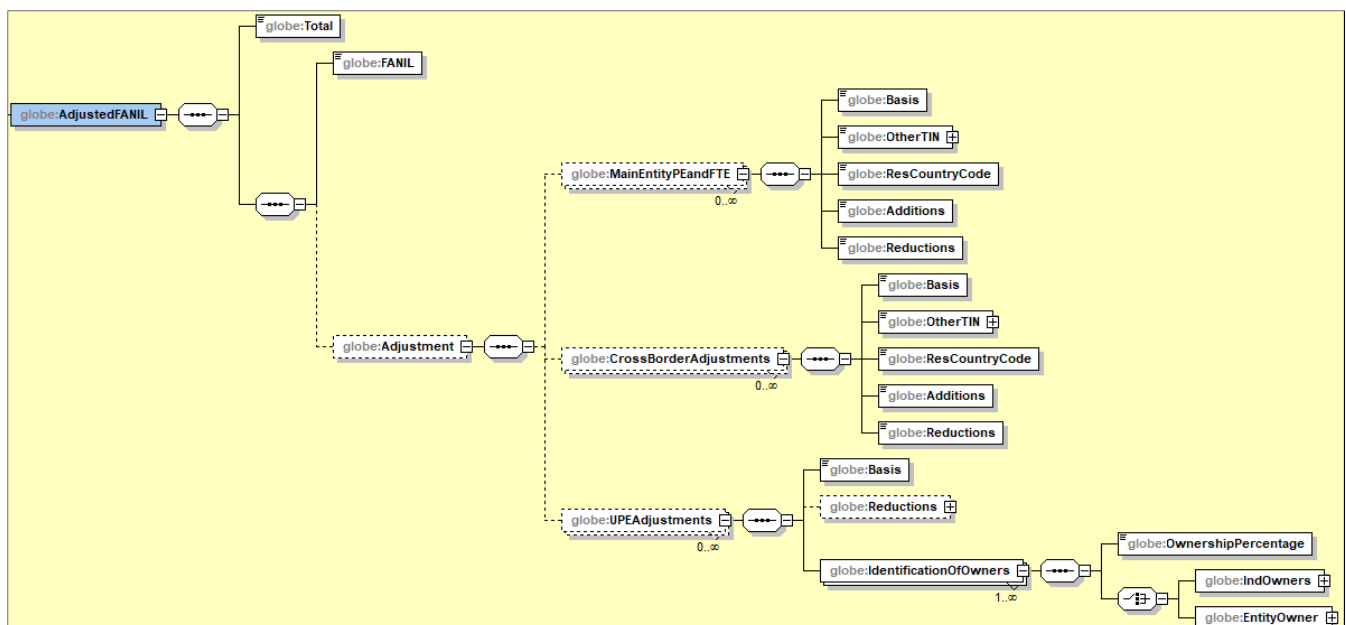 globe:Total
globe:FANIL
globe:AdjustedFANIL
globe:Basis
globe:OtherTIN
globe:MainEntityPEandFTE
0..∞
globe:ResCountryCode
globe:Additions
globe:Reductions
globe:Adjustment
globe:Basis
globe:OtherTIN
globe:CrossBorderAdjustments
0..∞
globe:ResCountryCode
globe:Additions
globe:Reductions
globe:Basis
globe:Reductions
globe:UPEAdjustments
0..∞
globe:IdentificationOfOwners
1..∞
globe:OwnershipPercentage
globe:IndOwners
globe:EntityOwner